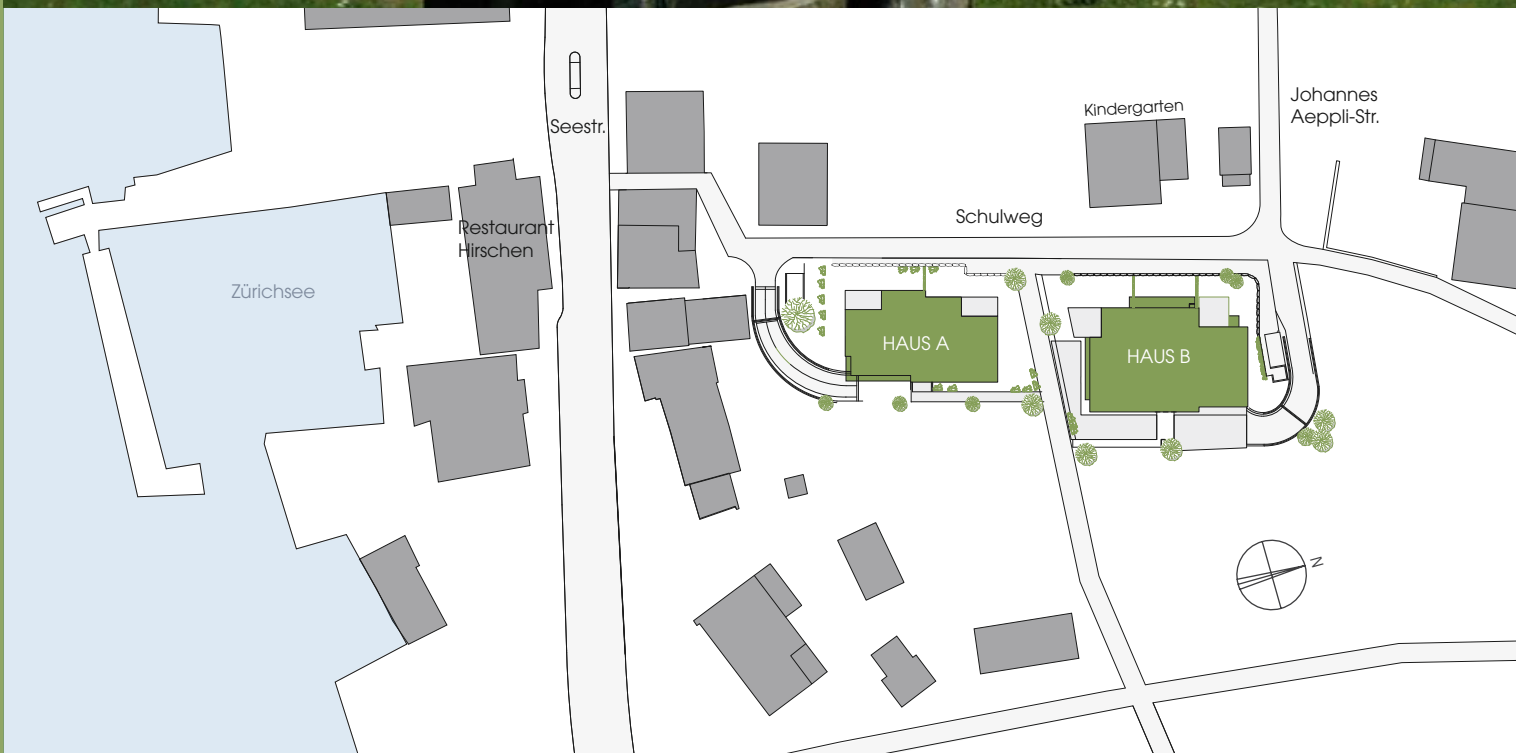 Seestr.
Kindergarten
Johannes
Aeppli-Str.
Schulweg
Restaurant
Hirschen
Zürichsee
HAUS A
HAUS B
N